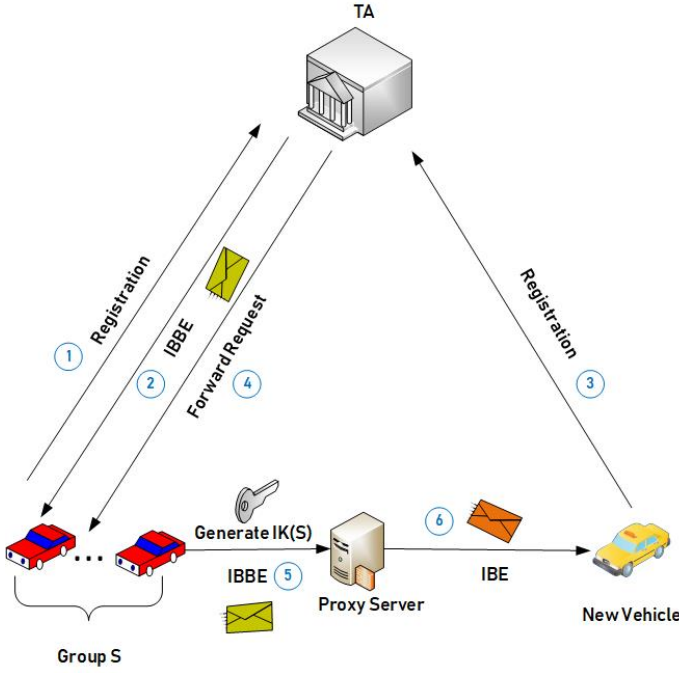 TA
Registration
1
IBBE
2
Forward Request
4
Registration
3
Generate IK(S)
IBBE 5
Proxy Server
6
IBE
New Vehicle
...
Group S